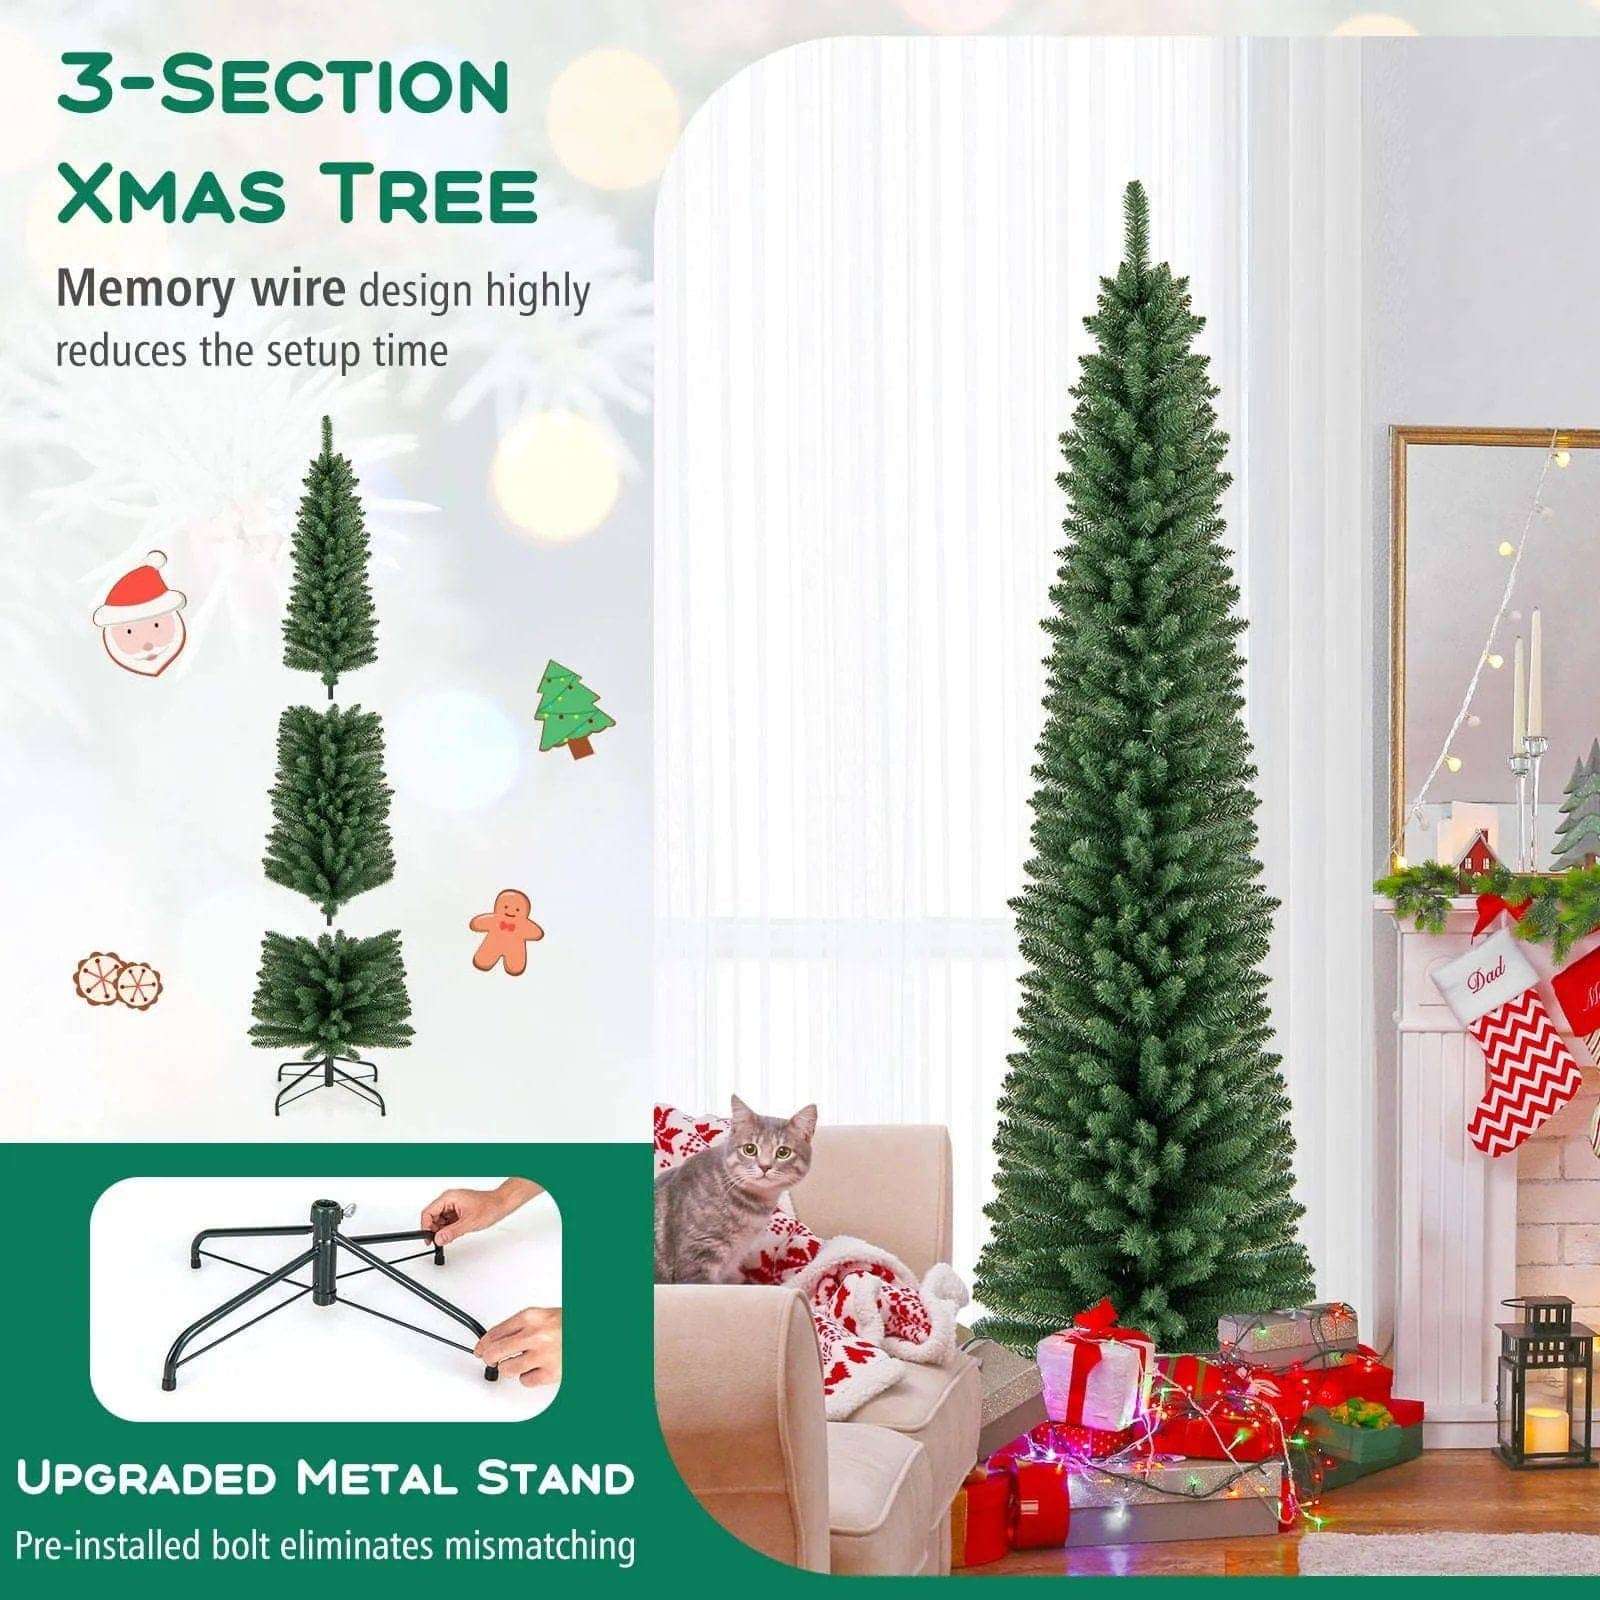 3-Section
Xmas Tree
Memory wire design highly
reduces the setup time
Dad
Upgraded Metal Stand
Pre-installed bolt eliminates mismatching